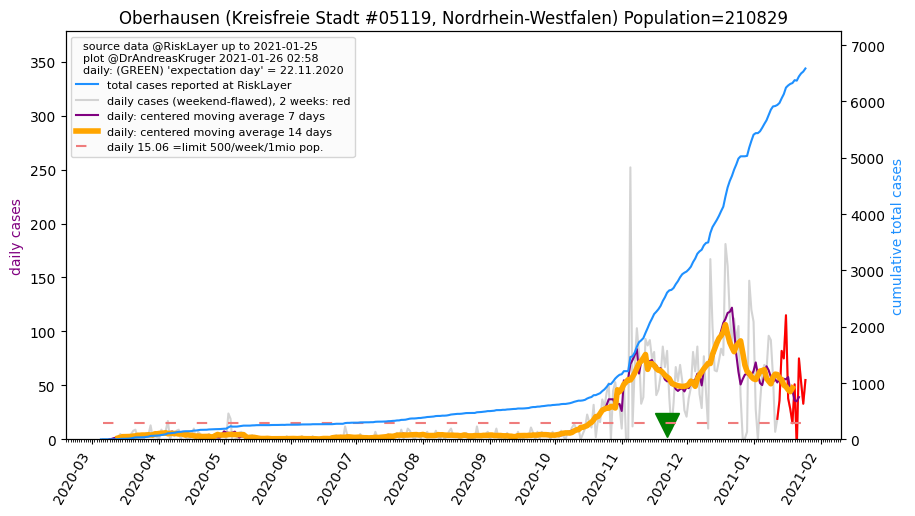 Oberhausen (Kreisfreie Stadt #05119, Nordrhein-Westfalen) Population=210829
source data @RiskLayer up to 2021-01-25
plot @DrAndreasKruger 2021-01-26 02:58
daily: (GREEN) 'expectation day' = 22.11.2020
total cases reported at RiskLayer
daily cases (weekend-flawed), 2 weeks: red
daily: centered moving average 7 days
daily: centered moving average 14 days
daily 15.06 =limit 500/week/1mio pop.
daily cases
350
300
250
200
150
100
50
0
cumulative total cases
7000
6000
5000
4000
3000
2000
1000
0
2020-03
2020-04
2020-05
2020-06
2020-07
2020-08
2020-09
2020-10
2020-11
2020-12
2021-01
2021-02